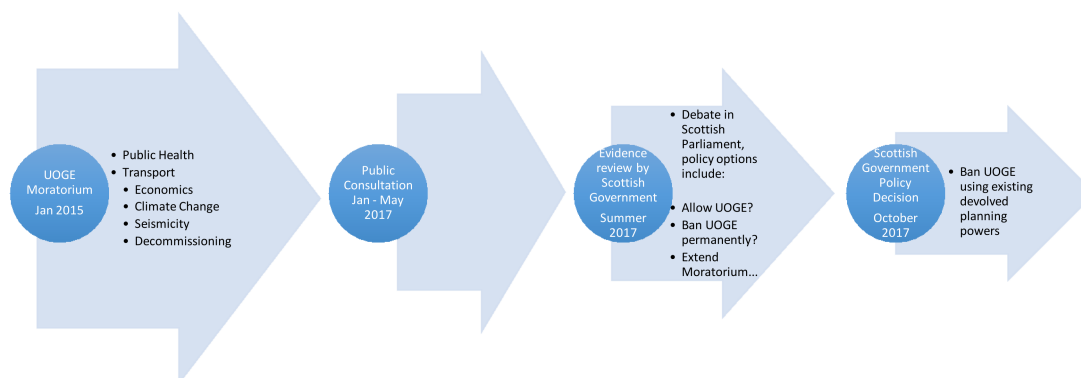 UOGE
Moratorium
Jan 2015
• Public Health
• Transport
• Economics
• Climate Change
• Seismicity
• Decommissioning
Public
Consultation
Jan - May
2017
Evidence
review by
Scottish
Government
Summer
2017
• Debate in
Scottish
Parliament,
policy options
include:
• Allow UOGE?
• Ban UOGE
permanently?
• Extend
Moratorium...
Scottish
Government
Policy
Decision
October
2017
• Ban UOGE
using existing
devolved
planning
powers